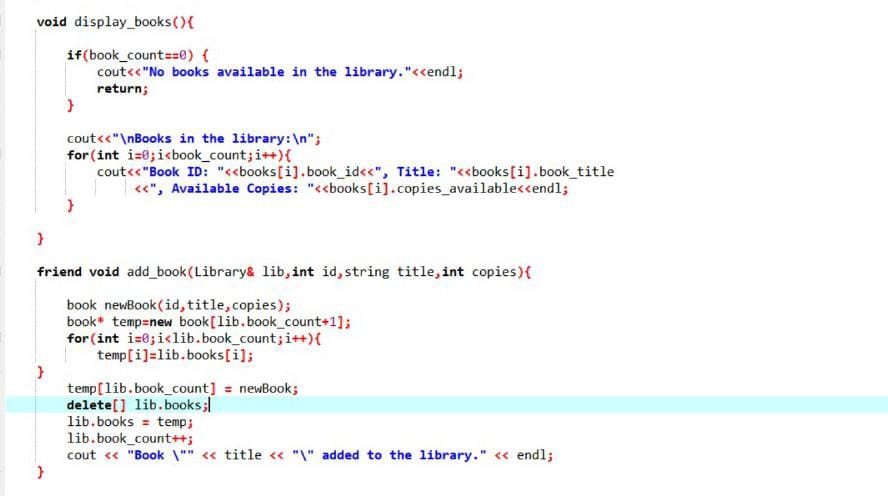 void display_books(){
if(book_count==0) {
cout<<"No books available in the library."<<endl;
return;
}
cout<<"\nBooks in the library:\n";
for(int i=0;i<book_count;i++){
cout<<"Book ID: "<<books[i].book_id<<", Title: "<<books[i].book_title
<<", Available Copies: "<<books[i].copies_available<<endl;
}
}
friend void add_book(Library& lib,int id,string title,int copies){
book newBook(id,title,copies);
book* temp=new book[lib.book_count+1];
for(int i=0;i<lib.book_count;i++){
temp[i]=lib.books[i];
}
temp[lib.book_count] = newBook;
delete[] lib.books;
lib.books = temp;
lib.book_count++;
cout << "Book \"" << title << "\" added to the library." << endl;
}